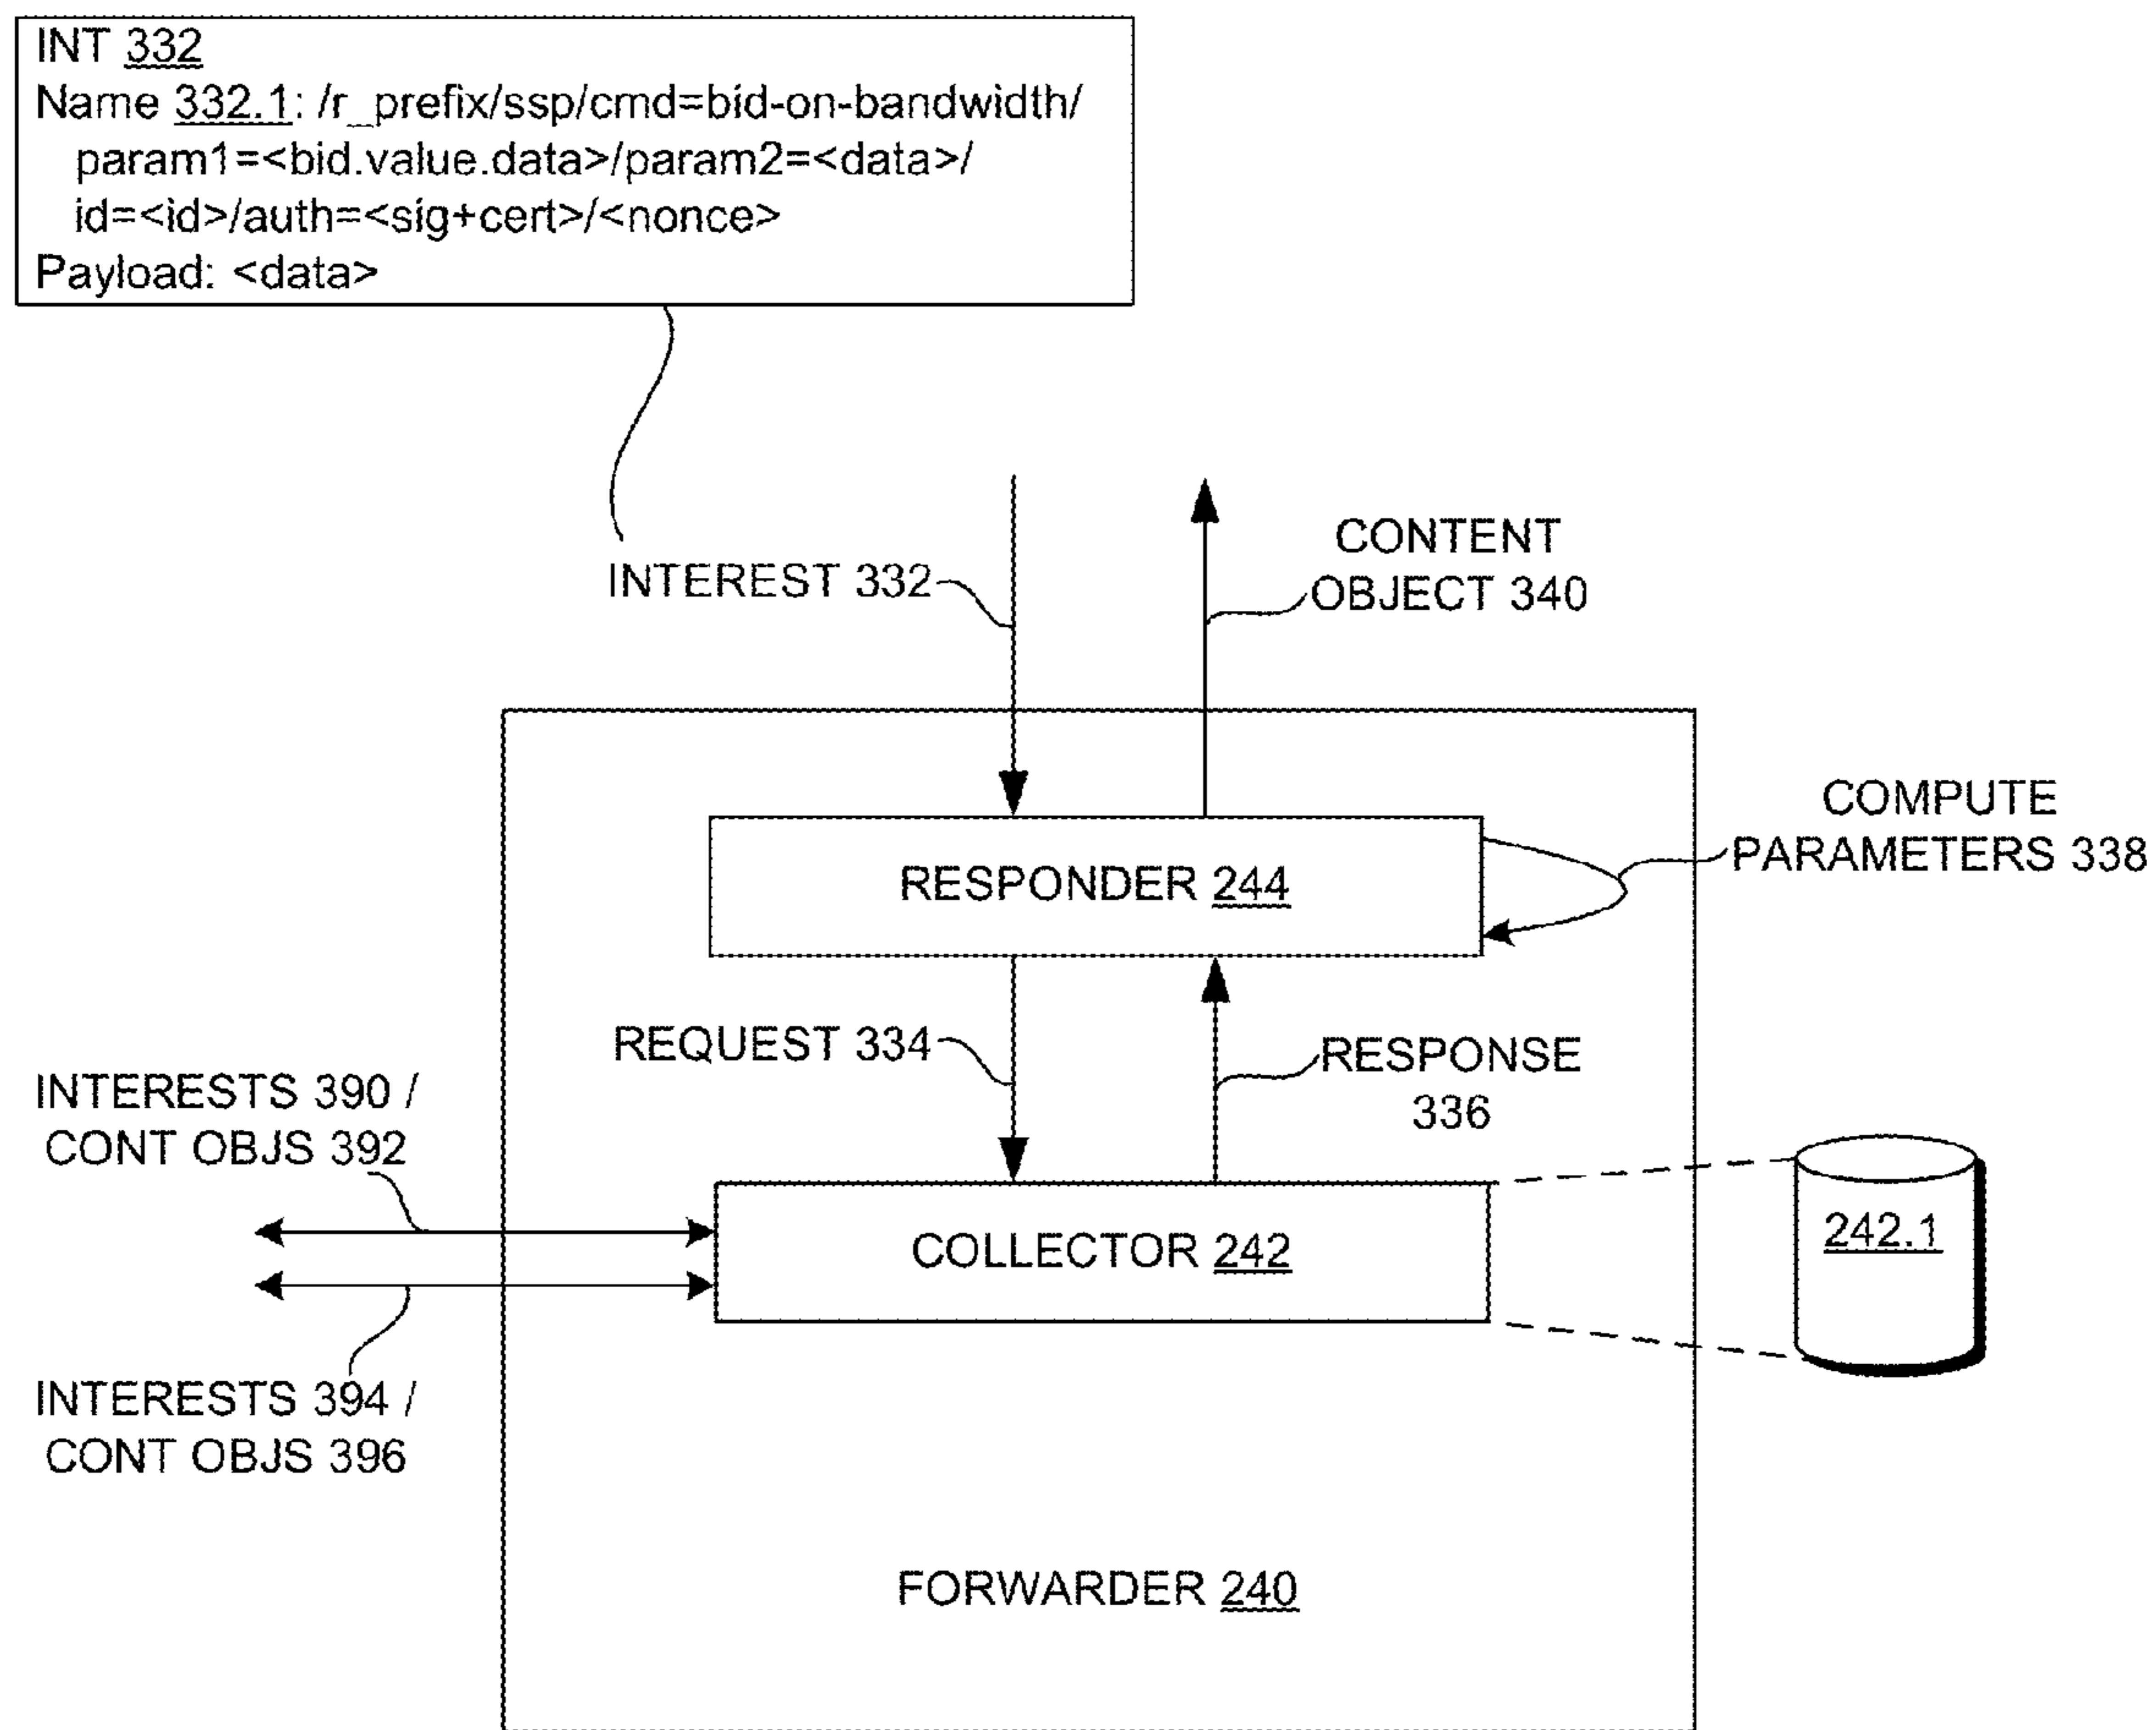 INT 332
Name 332.1: /r_prefix/ssp/cmd=bid-on-bandwidth/
param1=<bid.value.data>/param2=<data>/
id=<id>/auth=<sig+cert>/<nonce>
Payload: <data>
INTEREST 332
CONTENT
OBJECT 340
COMPUTE
PARAMETERS 338
RESPONDER 244
REQUEST 334
RESPONSE
336
INTERESTS 390 /
CONT OBJS 392
COLLECTOR 242
242.1
INTERESTS 394 /
CONT OBJS 396
FORWARDER 240